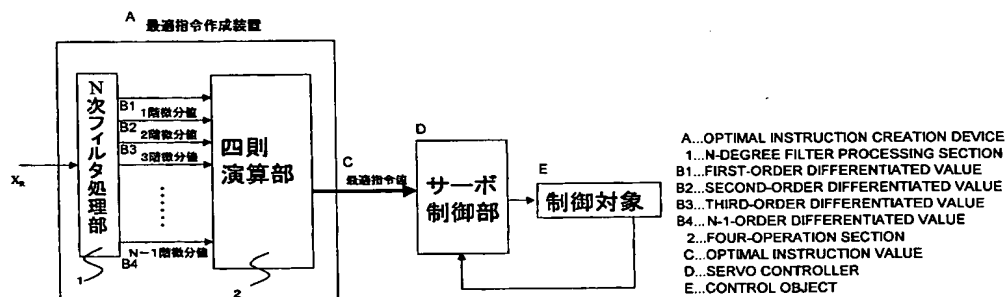 A 最適指令作成装置
N次フィルタ処理部
B1
1階微分値
B2
2階微分値
B3
3階微分値
N－1階微分値
B4
四則
演算部
1
2
X_R
C
最適指令値
D
サーボ
制御部
E
制御対象
A...OPTIMAL INSTRUCTION CREATION DEVICE
1...N-DEGREE FILTER PROCESSING SECTION
B1...FIRST-ORDER DIFFERENTIATED VALUE
B2...SECOND-ORDER DIFFERENTIATED VALUE
B3...THIRD-ORDER DIFFERENTIATED VALUE
B4...N-1-ORDER DIFFERENTIATED VALUE
2...FOUR-OPERATION SECTION
C...OPTIMAL INSTRUCTION VALUE
D...SERVO CONTROLLER
E...CONTROL OBJECT